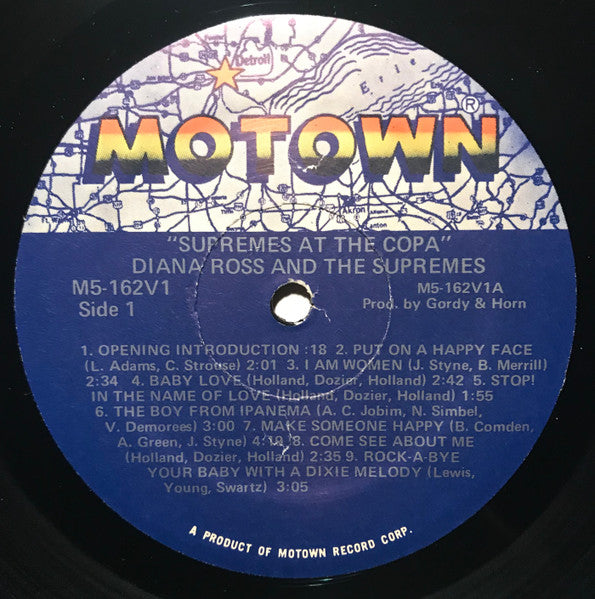 Detroit
Erie
MOTOWN®
Akron
Canton
"SUPREMES AT THE COPA"
DIANA ROSS AND THE SUPREMES
M5-162V1 M5-162V1A
Side 1 Prod. by Gordy & Horn
1. OPENING INTRODUCTION :18 2. PUT ON A HAPPY FACE
(L. Adams, C. Strouse) 2:01 3. I AM WOMEN (J. Styne, B. Merrill)
2:34 4. BABY LOVE (Holland, Dozier, Holland) 2:42 5. STOP!
IN THE NAME OF LOVE (Holland, Dozier, Holland) 1:55
6. THE BOY FROM IPANEMA (A. C. Jobim, N. Simbel,
V. Demorees) 3:00 7. MAKE SOMEONE HAPPY (B. Comden,
A. Green, J. Styne) 4:18 8. COME SEE ABOUT ME
(Holland, Dozier, Holland) 2:35 9. ROCK-A-BYE
YOUR BABY WITH A DIXIE MELODY (Lewis,
Young, Swartz) 3:05
A PRODUCT OF MOTOWN RECORD CORP.